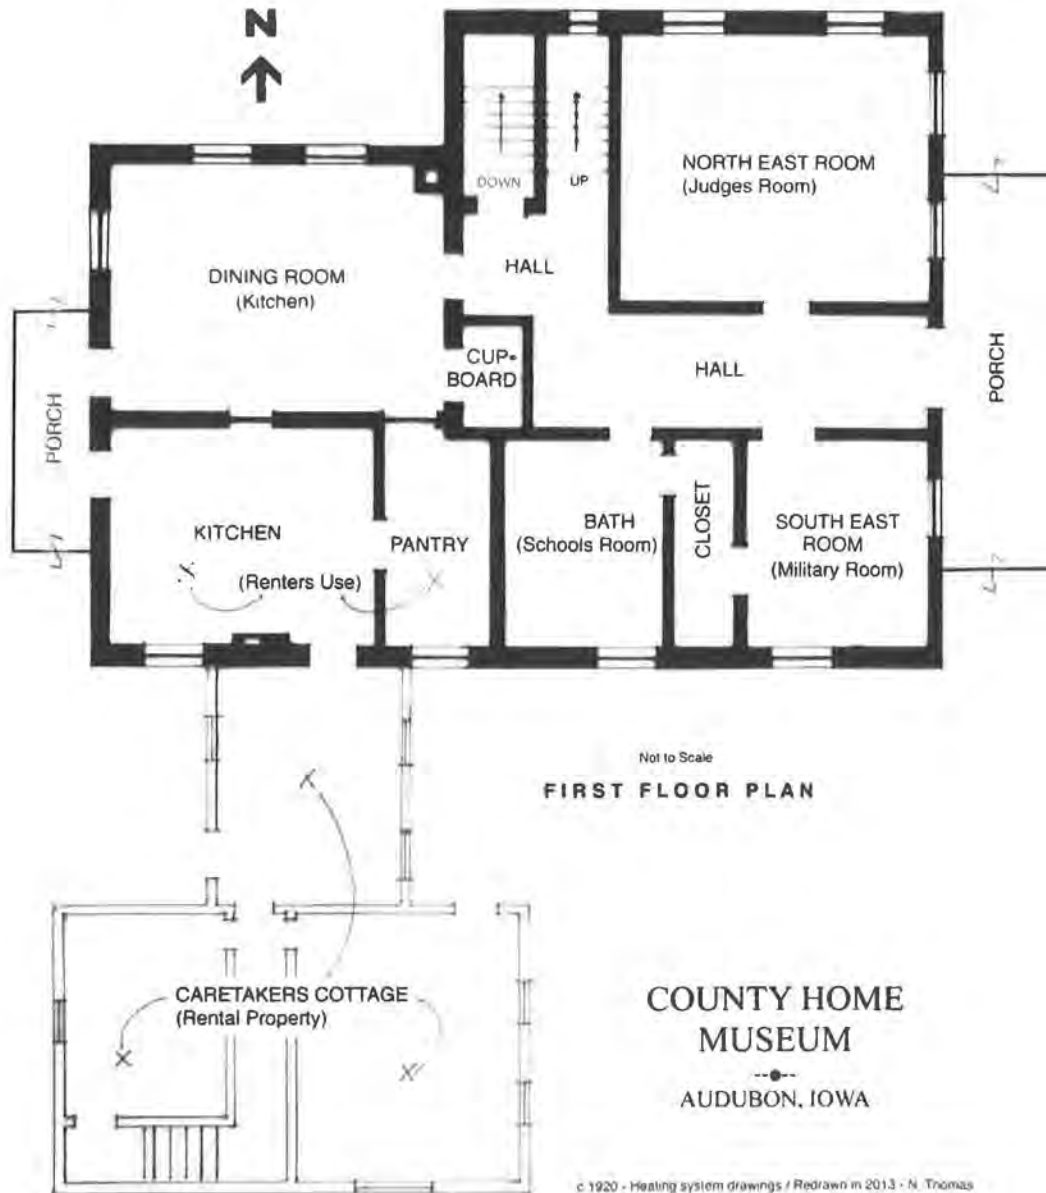 N
DOWN
UP
NORTH EAST ROOM
(Judges Room)
DINING ROOM
(Kitchen)
HALL
CUP-
BOARD
HALL
PORCH
PORCH
KITCHEN
PANTRY
(Renters Use)
BATH
(Schools Room)
CLOSET
SOUTH EAST
ROOM
(Military Room)
Not to Scale
FIRST FLOOR PLAN
CARETAKERS COTTAGE
(Rental Property)
COUNTY HOME
MUSEUM
AUDUBON, IOWA
c 1920 - Heating system drawings / Redrawn in 2013 - N. Thomas